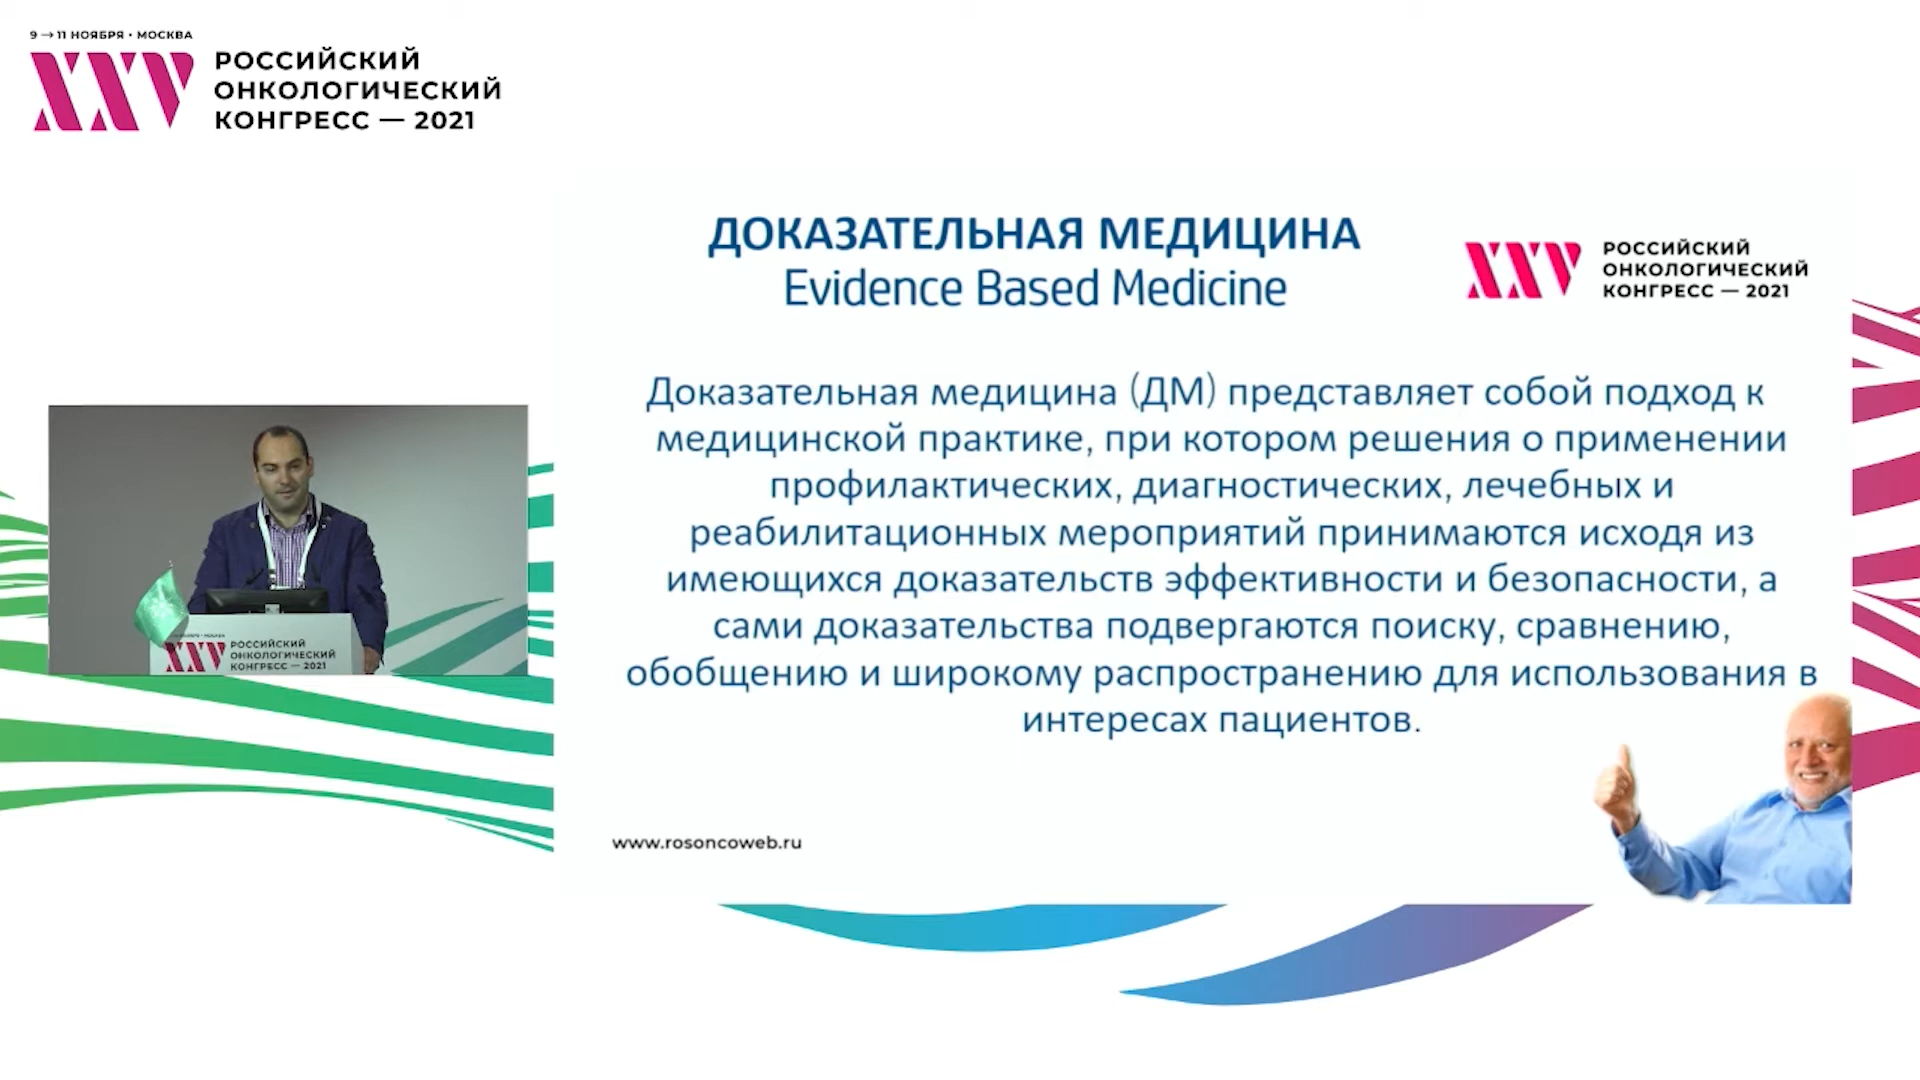 9 → 11 НОЯБРЯ • МОСКВА
XXV
РОССИЙСКИЙ
ОНКОЛОГИЧЕСКИЙ
КОНГРЕСС — 2021
ДОКАЗАТЕЛЬНАЯ МЕДИЦИНА
Evidence Based Medicine
XXV
РОССИЙСКИЙ
ОНКОЛОГИЧЕСКИЙ
КОНГРЕСС — 2021
Доказательная медицина (ДМ) представляет собой подход к
медицинской практике, при котором решения о применении
профилактических, диагностических, лечебных и
реабилитационных мероприятий принимаются исходя из
имеющихся доказательств эффективности и безопасности, а
сами доказательства подвергаются поиску, сравнению,
обобщению и широкому распространению для использования в
интересах пациентов.
www.rosoncoweb.ru
XXV
РОССИЙСКИЙ
ОНКОЛОГИЧЕСКИЙ
КОНГРЕСС — 2021